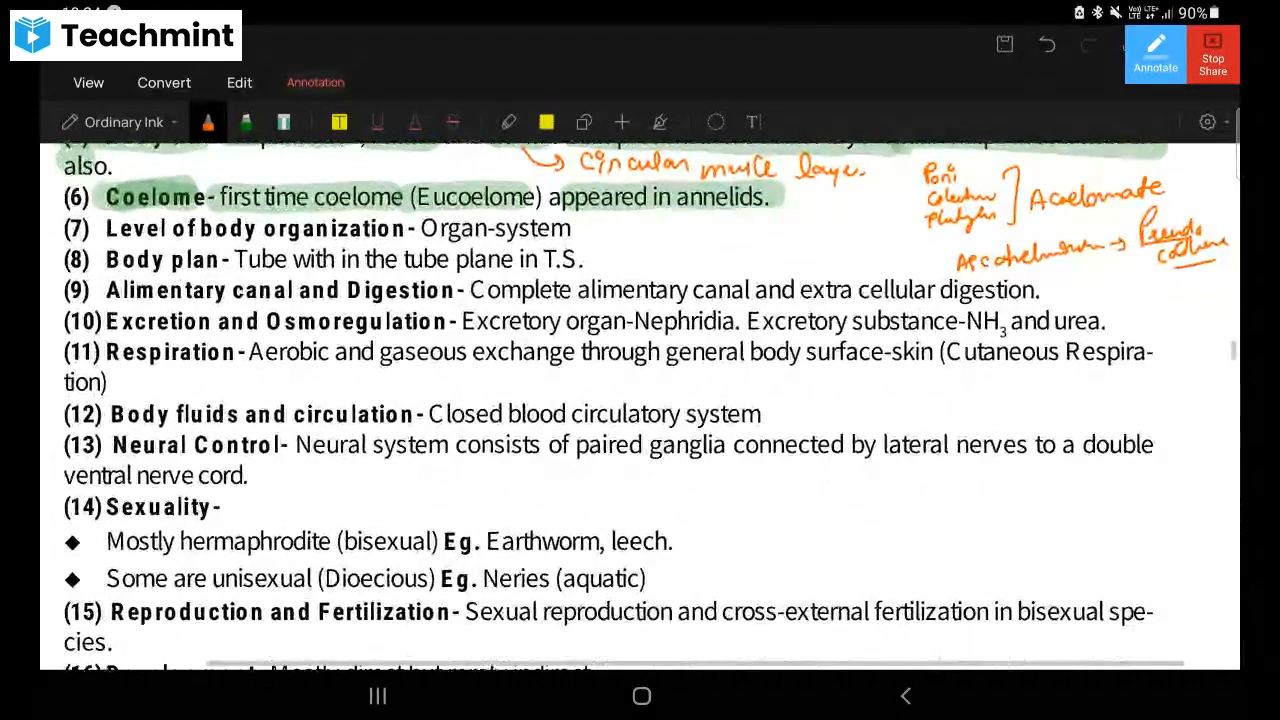 90%
Teachmint
Annotate
Stop
Share
View Convert Edit Annotation
Ordinary Ink
also.
circular muscle layer.
(6) Coelome- first time coelome (Eucoelome) appeared in annelids.
Acoelomate
(7) Level of body organization- Organ-system
(8) Body plan- Tube with in the tube plane in T.S.
(9) Alimentary canal and Digestion- Complete alimentary canal and extra cellular digestion.
(10) Excretion and Osmoregulation- Excretory organ-Nephridia. Excretory substance-NH3 and urea.
(11) Respiration- Aerobic and gaseous exchange through general body surface-skin (Cutaneous Respira-
tion)
(12) Body fluids and circulation- Closed blood circulatory system
(13) Neural Control- Neural system consists of paired ganglia connected by lateral nerves to a double
ventral nerve cord.
(14) Sexuality-
◆ Mostly hermaphrodite (bisexual) Eg. Earthworm, leech.
◆ Some are unisexual (Dioecious) Eg. Neries (aquatic)
(15) Reproduction and Fertilization- Sexual reproduction and cross-external fertilization in bisexual spe-
cies.